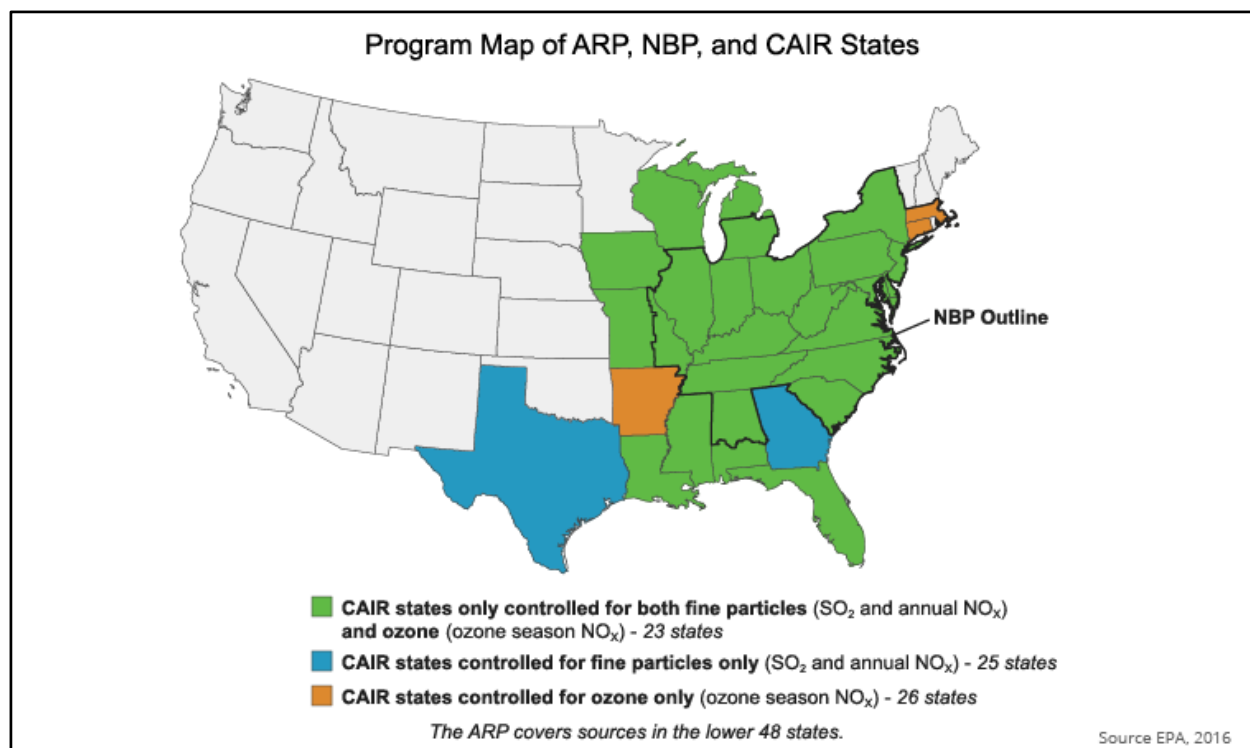 Program Map of ARP, NBP, and CAIR States
NBP Outline
CAIR states only controlled for both fine particles (SO₂ and annual NOₓ)
and ozone (ozone season NOₓ) - 23 states
CAIR states controlled for fine particles only (SO₂ and annual NOₓ) - 25 states
CAIR states controlled for ozone only (ozone season NOₓ) - 26 states
The ARP covers sources in the lower 48 states.
Source EPA, 2016